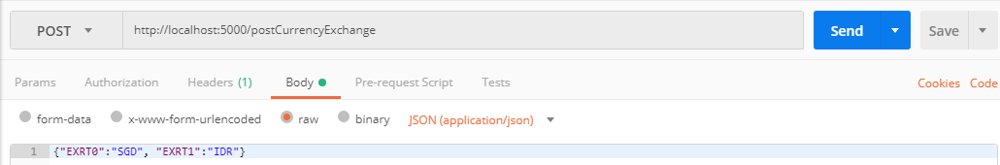 POST http://localhost:5000/postCurrencyExchange Send Save
Params Authorization Headers (1) Body Pre-request Script Tests Cookies Code
form-data x-www-form-urlencoded raw binary JSON (application/json)
1 {"EXRT0":"SGD", "EXRT1":"IDR"}